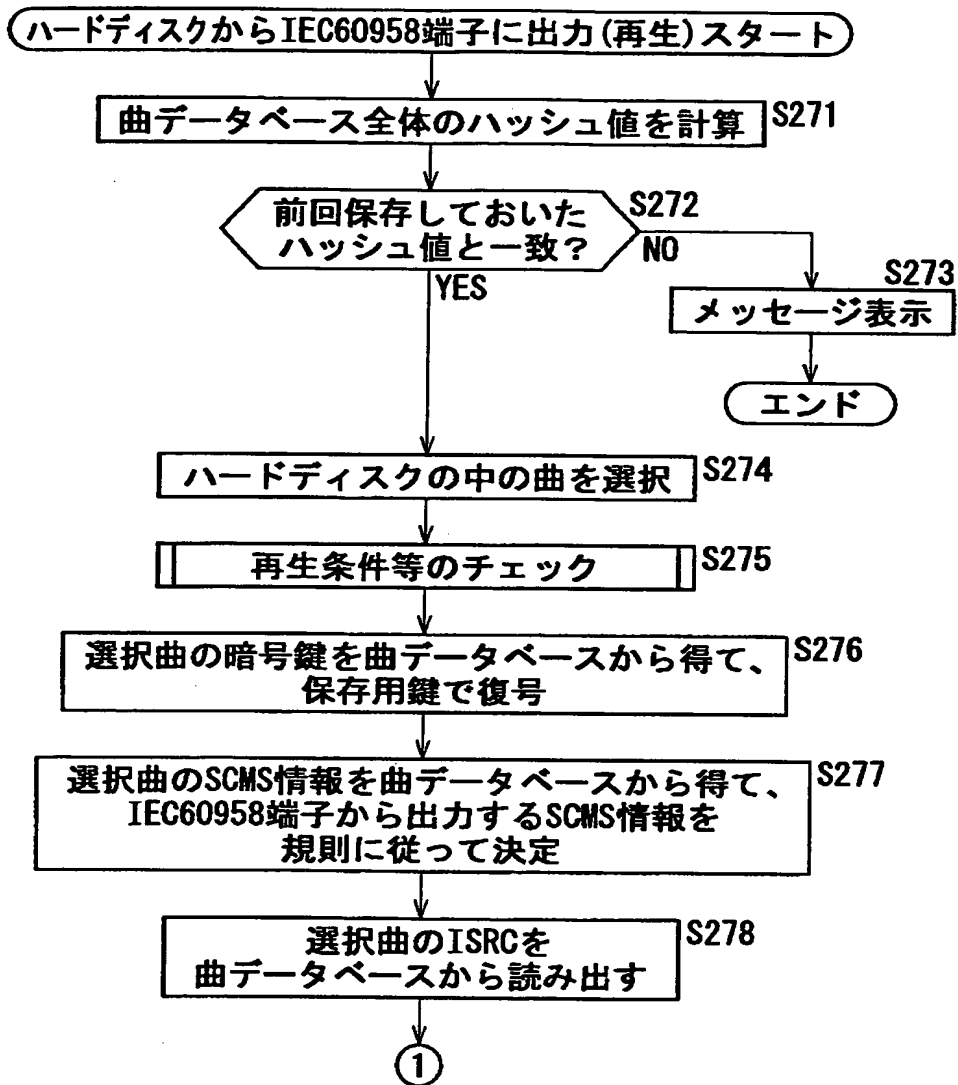 ハードディスクからIEC60958端子に出力(再生)スタート
曲データベース全体のハッシュ値を計算
S271
前回保存しておいた
ハッシュ値と一致?
S272
NO
YES
S273
メッセージ表示
エンド
ハードディスクの中の曲を選択
S274
再生条件等のチェック
S275
選択曲の暗号鍵を曲データベースから得て、
保存用鍵で復号
S276
選択曲のSCMS情報を曲データベースから得て、
IEC60958端子から出力するSCMS情報を
規則に従って決定
S277
選択曲のISRCを
曲データベースから読み出す
S278
1